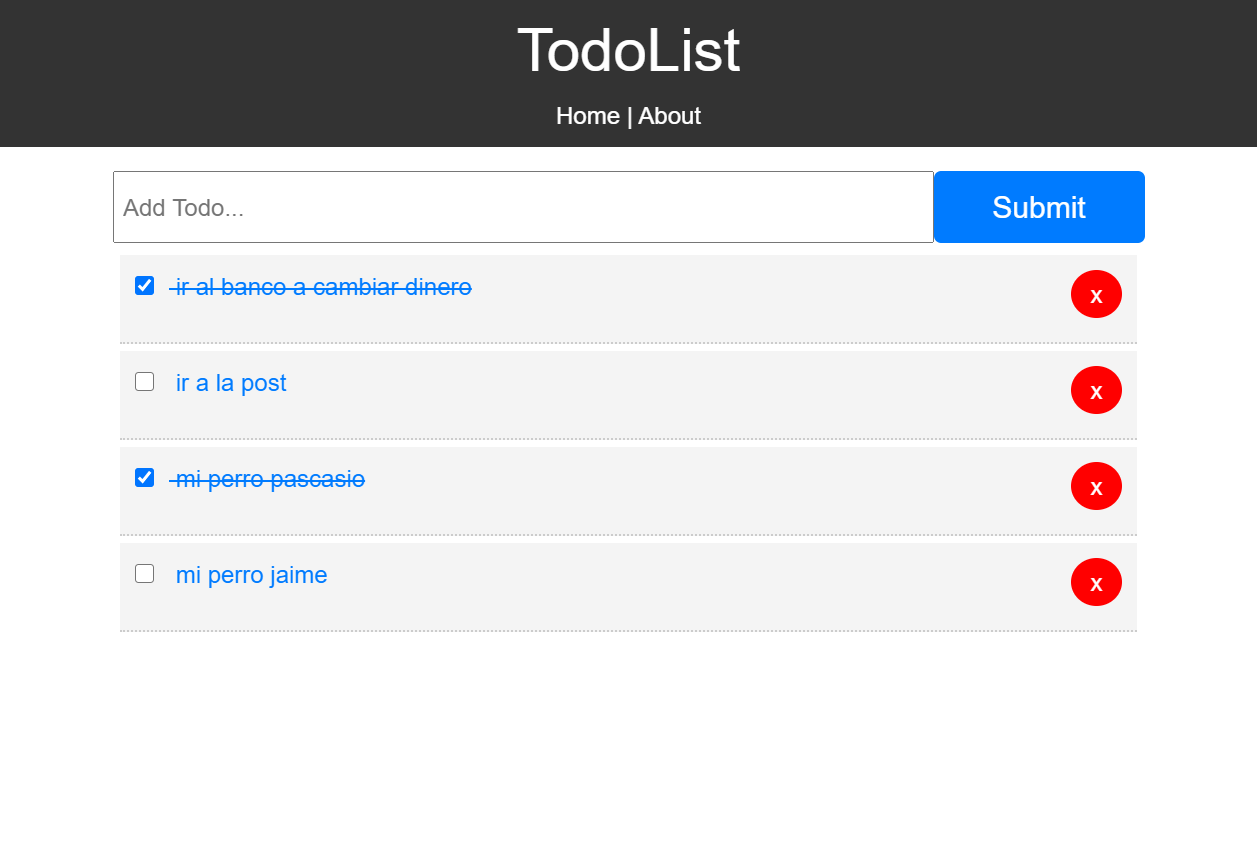 TodoList
Home | About
Add Todo...
Submit
ir al banco a cambiar dinero
x
ir a la post
x
mi perro pascasio
x
mi perro jaime
x